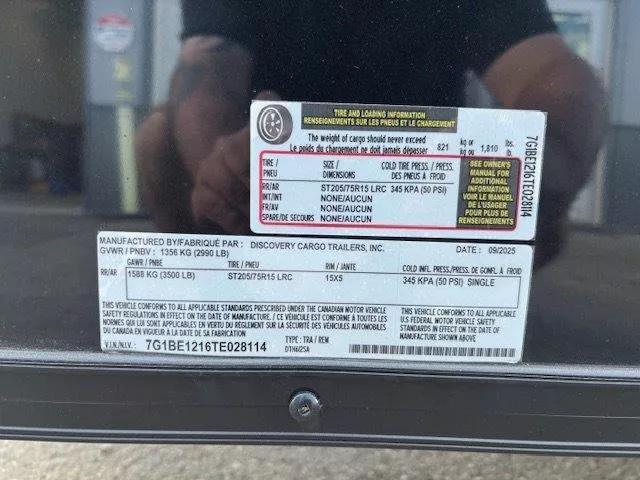 TIRE AND LOADING INFORMATION
RENSEIGNEMENTS SUR LES PNEUS ET LE CHARGEMENT
The weight of cargo should never exceed
Le poids du chargement ne doit jamais dépasser 821 kg or kg ou 1,810 lbs. lb.
TIRE / PNEU SIZE / DIMENSIONS COLD TIRE PRESS. / PRESS. DES PNEUS À FROID
RR/AR ST205/75R15 LRC 345 KPA (50 PSI)
INT/INT NONE/AUCUN
FR/AV NONE/AUCUN
SPARE/DE SECOURS NONE/AUCUN
SEE OWNER'S
MANUAL FOR
ADDITIONAL
INFORMATION
VOIR LE MANUEL
DE L'USAGER
POUR PLUS DE
RENSEIGNEMENTS
7G1BE1216TE028114
MANUFACTURED BY/FABRIQUÉ PAR : DISCOVERY CARGO TRAILERS, INC. DATE : 09/2025
GVWR / PNBV : 1356 KG (2990 LB)
GAWR / PNBE TIRE / PNEU RIM / JANTE COLD INFL. PRESS./PRESS. DE GONFL. À FROID
RR/AR 1588 KG (3500 LB) ST205/75R15 LRC 15X5 345 KPA (50 PSI) SINGLE
THIS VEHICLE CONFORMS TO ALL APPLICABLE STANDARDS PRESCRIBED UNDER THE CANADIAN MOTOR VEHICLE
SAFETY REGULATIONS IN EFFECT ON THE DATE OF MANUFACTURE. / CE VÉHICULE EST CONFORME À TOUTES LES
NORMES QUI LUI SONT APPLICABLES EN VERTU DU RÈGLEMENT SUR LA SÉCURITÉ DES VÉHICULES AUTOMOBILES
DU CANADA EN VIGUEUR À LA DATE DE SA FABRICATION.
THIS VEHICLE CONFORMS TO ALL APPLICABLE
U.S FEDERAL MOTOR VEHICLE SAFETY
STANDARDS IN EFFECT ON THE DATE OF
MANUFACTURE SHOWN ABOVE.
V.I.N./N.I.V.: 7G1BE1216TE028114 TYPE: TRA / REM
DTH612SA